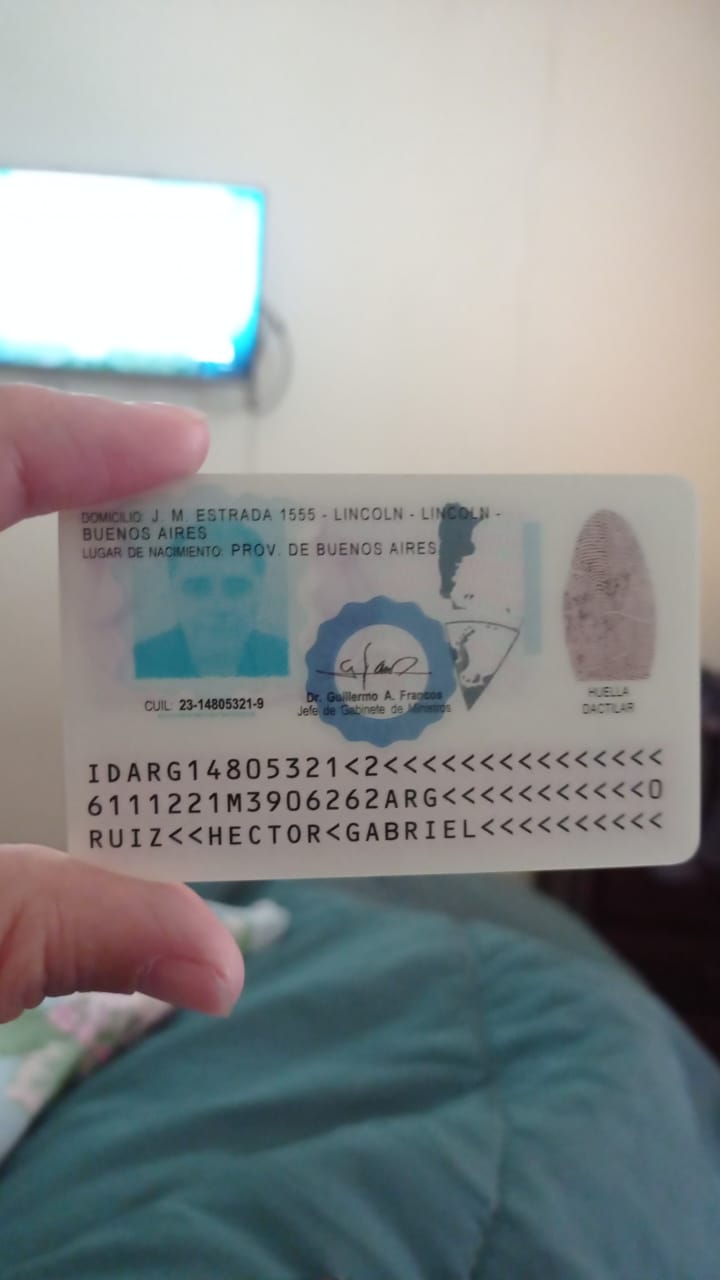 DOMICILIO: J. M. ESTRADA 1555 - LINCOLN - LINCOLN -
BUENOS AIRES
LUGAR DE NACIMIENTO: PROV. DE BUENOS AIRES
CUIL: 23-14805321-9
Dr. Guillermo A. Francos
Jefe de Gabinete de Ministros
HUELLA
DACTILAR
IDARG14805321<2<<<<<<<<<<<<<<<
6111221M3906262ARG<<<<<<<<<<<0
RUIZ<<HECTOR<GABRIEL<<<<<<<<<<